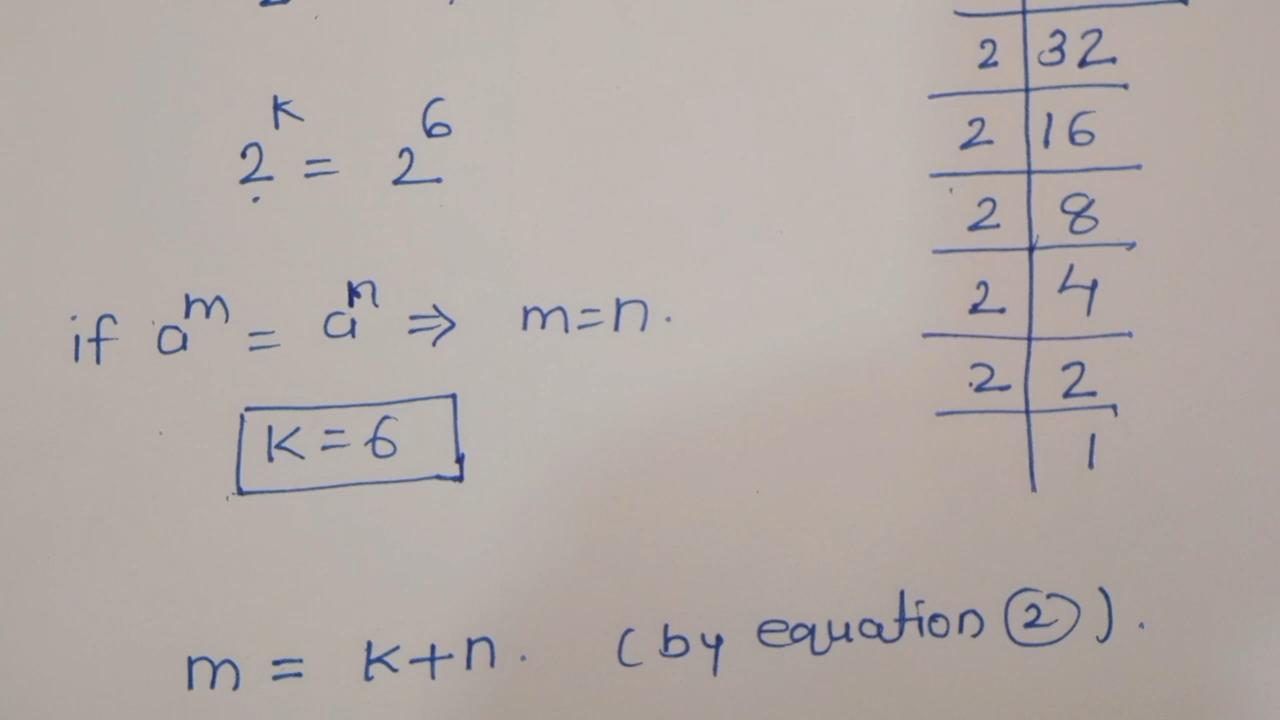 2^k = 2^6
if a^m = a^n ⇒ m=n.
k=6
m = k+n. (by equation ②).
2 | 32
2 | 16
2 | 8
2 | 4
2 | 2
1